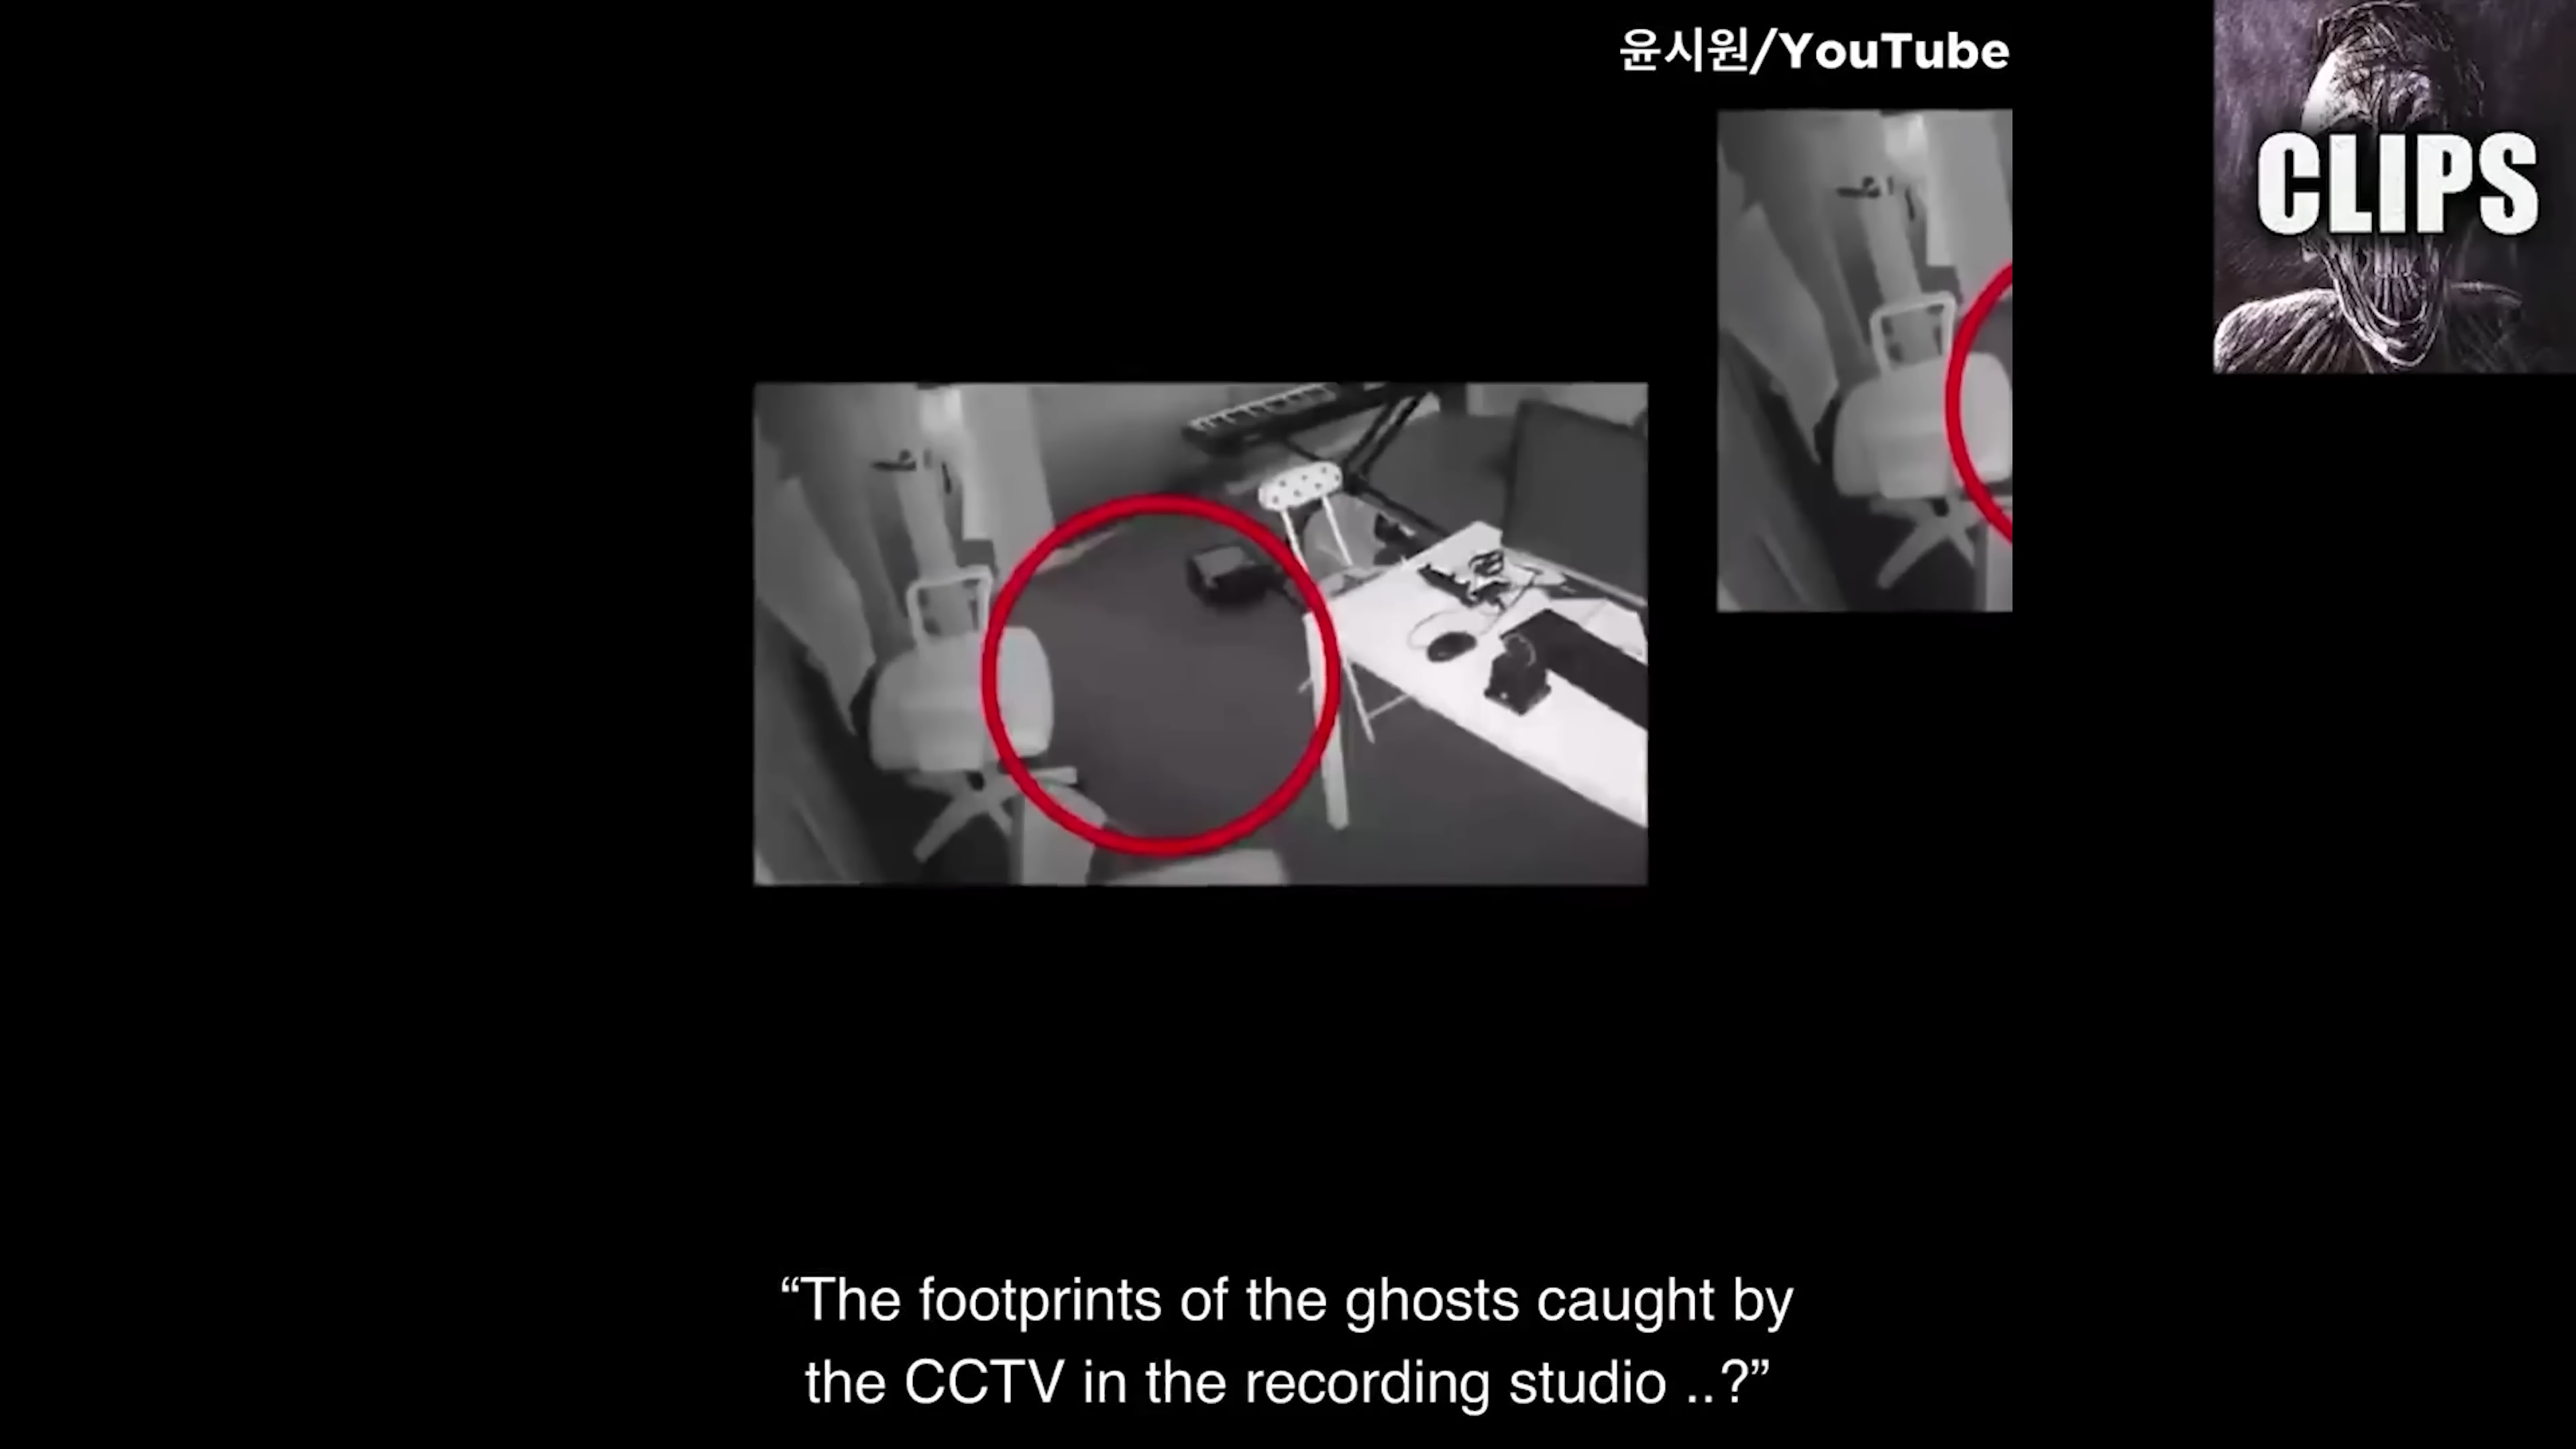 윤시원/YouTube
CLIPS
“The footprints of the ghosts caught by
the CCTV in the recording studio ..?”